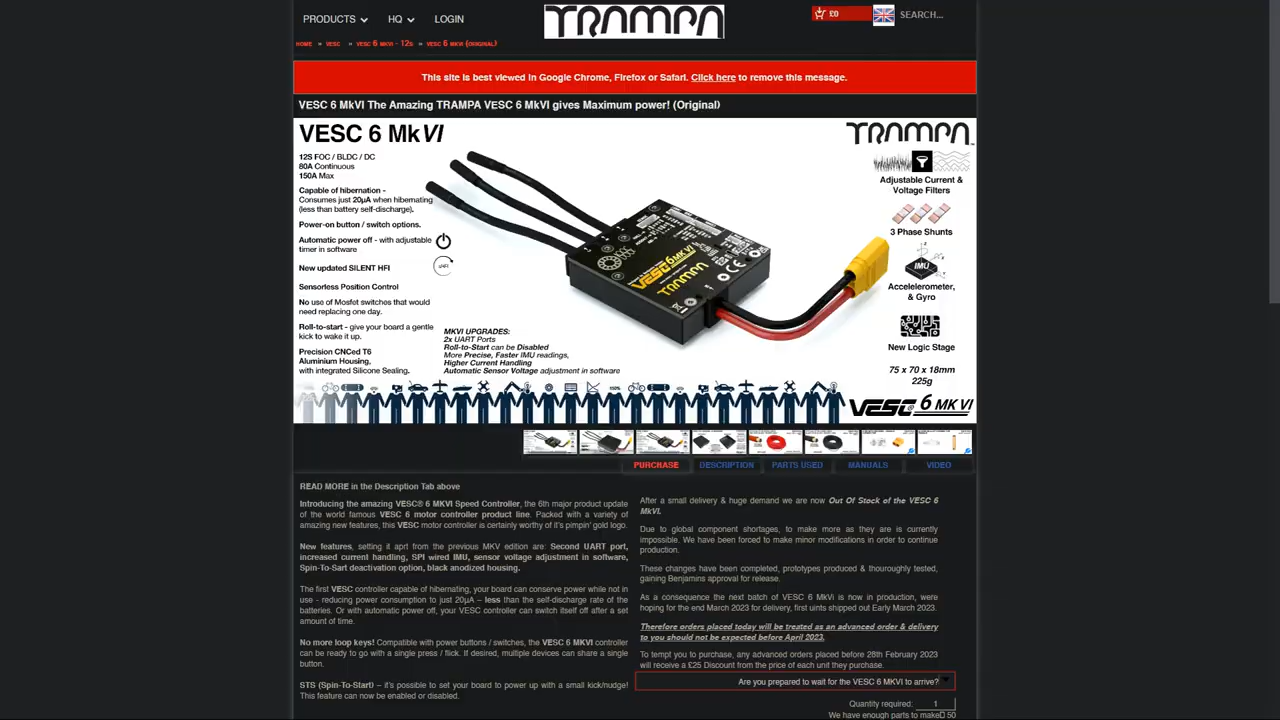 PRODUCTS
HQ
LOGIN
TRAMPA
£0
SEARCH...
HOME » VESC » VESC 6 MKVI - 12S » VESC 6 MKVI (ORIGINAL)
This site is best viewed in Google Chrome, Firefox or Safari. Click here to remove this message.
VESC 6 MkVI The Amazing TRAMPA VESC 6 MkVI gives Maximum power! (Original)
VESC 6 MkVI
TRAMPA
12S FOC / BLDC / DC
80A Continuous
150A Max
Capable of hibernation -
Consumes just 20µA when hibernating
(less than battery self-discharge).
Power-on button / switch options.
Automatic power off - with adjustable
timer in software
New updated SILENT HFI
Sensorless Position Control
No use of Mosfet switches that would
need replacing one day.
Roll-to-start - give your board a gentle
kick to wake it up.
Precision CNCed T6
Aluminium Housing,
with integrated Silicone Sealing.
MKVI UPGRADES:
2x UART Ports
Roll-to-Start can be Disabled
More Precise, Faster IMU readings,
Higher Current Handling
Automatic Sensor Voltage adjustment in software
VESC 6 MK VI
TRAMPA
Adjustable Current &
Voltage Filters
3 Phase Shunts
IMU
Accelelerometer,
& Gyro
New Logic Stage
75 x 70 x 18mm
225g
VESC 6 MK VI
PURCHASE
DESCRIPTION
PARTS USED
MANUALS
VIDEO
READ MORE in the Description Tab above
Introducing the amazing VESC® 6 MKVI Speed Controller, the 6th major product update
of the world famous VESC 6 motor controller product line. Packed with a variety of
amazing new features, this VESC motor controller is certainly worthy of it's pimpin' gold logo.
New features, setting it aprt from the previous MKV edition are: Second UART port,
increased current handling, SPI wired IMU, sensor voltage adjustment in software,
Spin-To-Sart deactivation option, black anodized housing.
The first VESC controller capable of hibernating, your board can conserve power while not in
use - reducing power consumption to just 20µA – less than the self-discharge rate of the
batteries. Or with automatic power off, your VESC controller can switch itself off after a set
amount of time.
No more loop keys! Compatible with power buttons / switches, the VESC 6 MKVI controller
can be ready to go with a single press / flick. If desired, multiple devices can share a single
button.
STS (Spin-To-Start) – it's possible to set your board to power up with a small kick/nudge!
This feature can now be enabled or disabled.
After a small delivery & huge demand we are now Out Of Stock of the VESC 6
MkVI.
Due to global component shortages, to make more as they are is currently
impossible. We have been forced to make minor modifications in order to continue
production.
These changes have been completed, prototypes produced & thouroughly tested,
gaining Benjamins approval for release.
As a consequence the next batch of VESC 6 MKVi is now in production, were
hoping for the end March 2023 for delivery, first uints shipped out Early March 2023.
Therefore orders placed today will be treated as an advanced order & delivery
to you should not be expected before April 2023.
To tempt you to purchase, any advanced orders placed before 28th February 2023
will receive a £25 Discount from the price of each unit they purchase.
Are you prepared to wait for the VESC 6 MKVI to arrive?
Quantity required: 1
We have enough parts to make 50